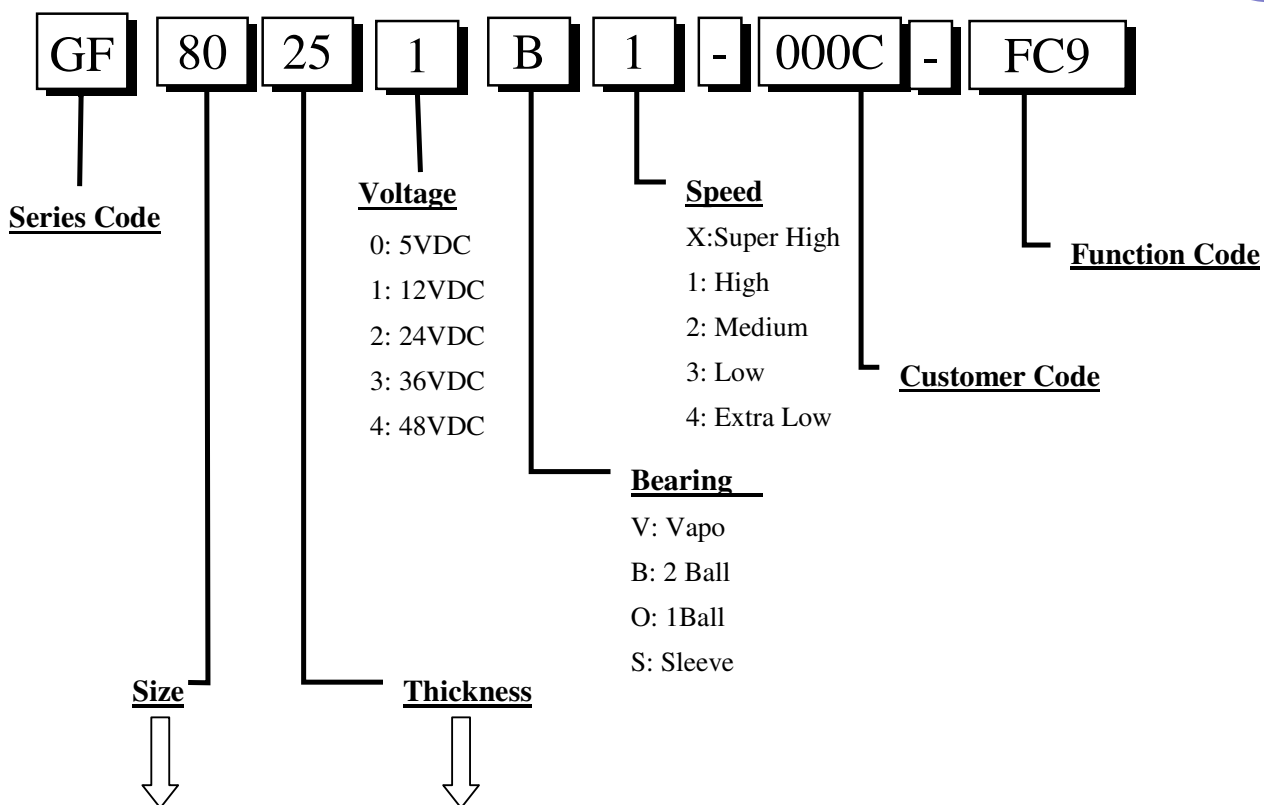 GF 80 25 1 B 1 - 000C - FC9
Series Code
Voltage
0: 5VDC
1: 12VDC
2: 24VDC
3: 36VDC
4: 48VDC
Speed
X:Super High
1: High
2: Medium
3: Low
4: Extra Low
Function Code
Customer Code
Bearing
V: Vapo
B: 2 Ball
O: 1Ball
S: Sleeve
Size
Thickness